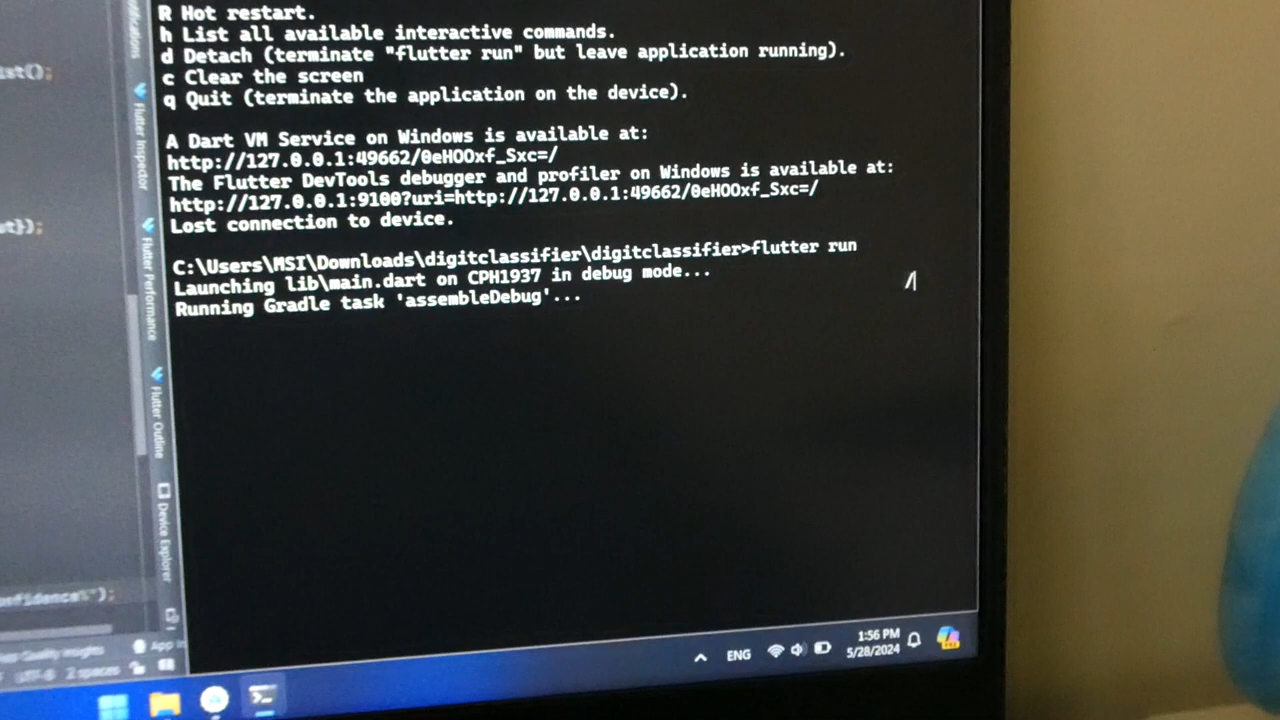 R Hot restart.
h List all available interactive commands.
d Detach (terminate "flutter run" but leave application running).
c Clear the screen
q Quit (terminate the application on the device).
A Dart VM Service on Windows is available at:
http://127.0.0.1:49662/0eHOOxf_Sxc=/
The Flutter DevTools debugger and profiler on Windows is available at:
http://127.0.0.1:9100?uri=http://127.0.0.1:49662/0eHOOxf_Sxc=/
Lost connection to device.
C:\Users\MSI\Downloads\digitclassifier\digitclassifier>flutter run
Launching lib\main.dart on CPH1937 in debug mode...
Running Gradle task 'assembleDebug'...
Flutter Inspector
Flutter Performance
Flutter Outline
Device Explorer
UTF-8 2 spaces
ENG
1:56 PM
5/28/2024